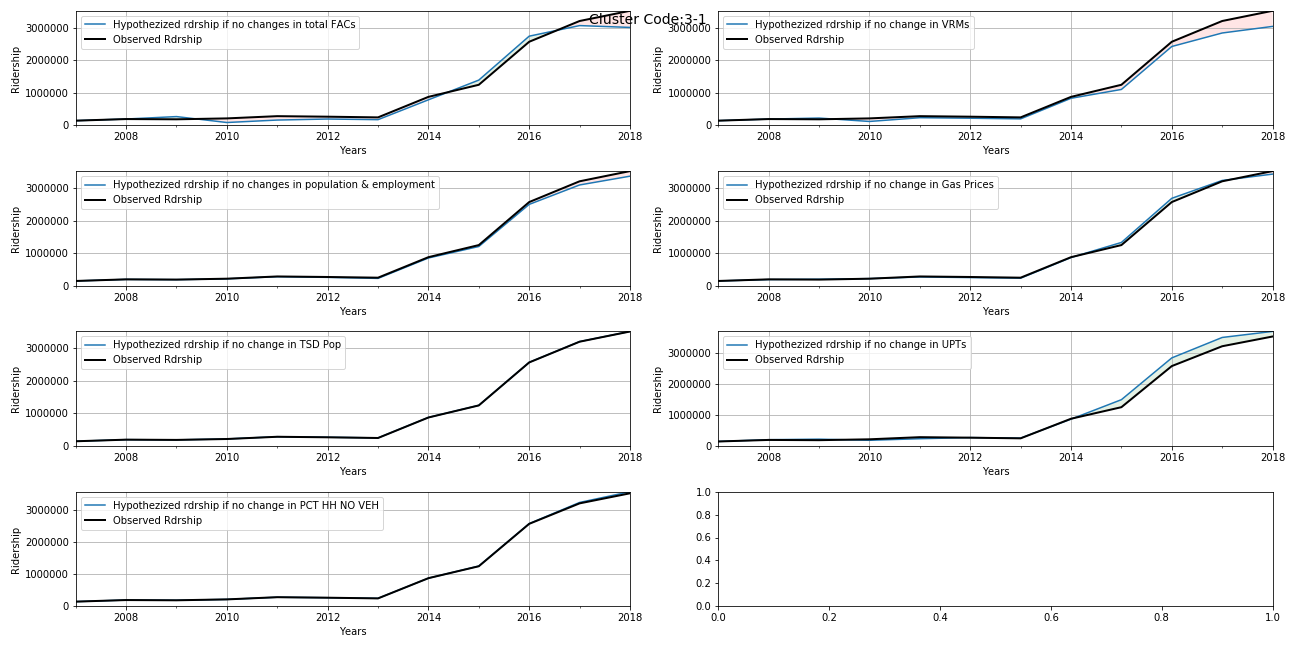 Cluster Code:3-1
Hypothezized rdrship if no changes in total FACs
Observed Rdrship
3000000
2000000
1000000
0
Ridership
2008 2010 2012 2014 2016 2018
Years
Hypothezized rdrship if no change in VRMs
Observed Rdrship
3000000
2000000
1000000
0
Ridership
2008 2010 2012 2014 2016 2018
Years
Hypothezized rdrship if no changes in population & employment
Observed Rdrship
3000000
2000000
1000000
0
Ridership
2008 2010 2012 2014 2016 2018
Years
Hypothezized rdrship if no change in Gas Prices
Observed Rdrship
3000000
2000000
1000000
0
Ridership
2008 2010 2012 2014 2016 2018
Years
Hypothezized rdrship if no change in TSD Pop
Observed Rdrship
3000000
2000000
1000000
0
Ridership
2008 2010 2012 2014 2016 2018
Years
Hypothezized rdrship if no change in UPTs
Observed Rdrship
3000000
2000000
1000000
0
Ridership
2008 2010 2012 2014 2016 2018
Years
Hypothezized rdrship if no change in PCT HH NO VEH
Observed Rdrship
3000000
2000000
1000000
0
Ridership
2008 2010 2012 2014 2016 2018
Years
1.0
0.8
0.6
0.4
0.2
0.0
0.0 0.2 0.4 0.6 0.8 1.0